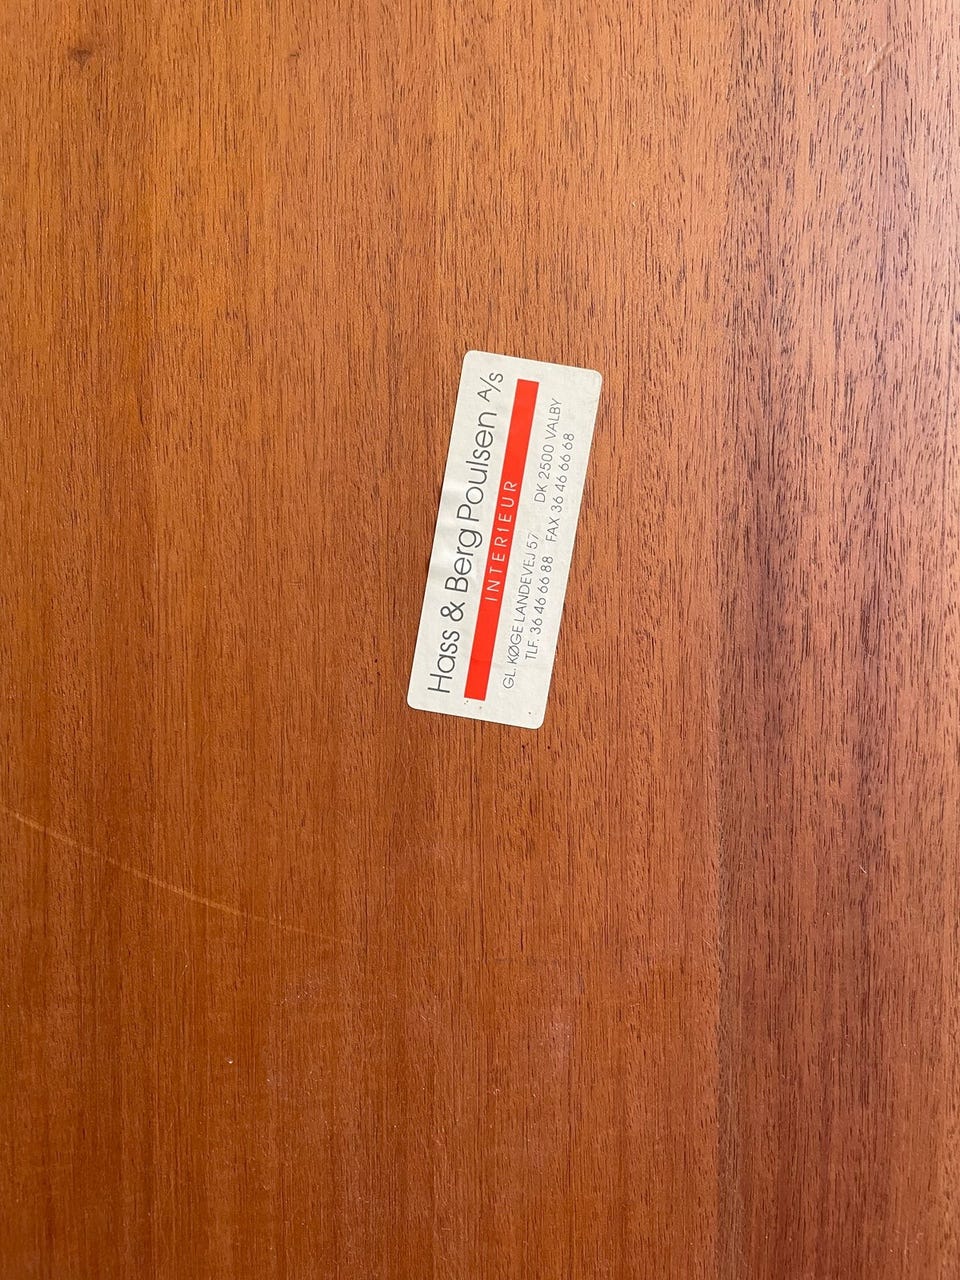 Hass & Berg Poulsen A/s
INTERIEUR
GL. KØGE LANDEVEJ 57 DK 2500 VALBY
TLF. 36 46 66 88 FAX 36 46 66 68